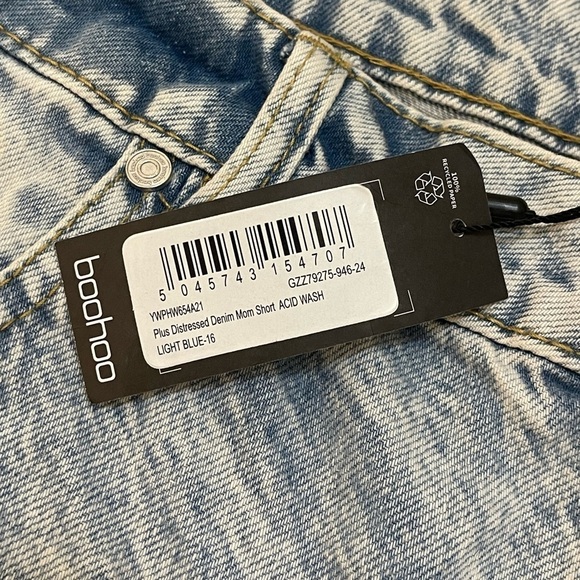 boohoo
5 045743 154707
GZZ79275-946-24
YWPHW654A21
Plus Distressed Denim Mom Short ACID WASH
LIGHT BLUE-16
100%
RECYCLED PAPER